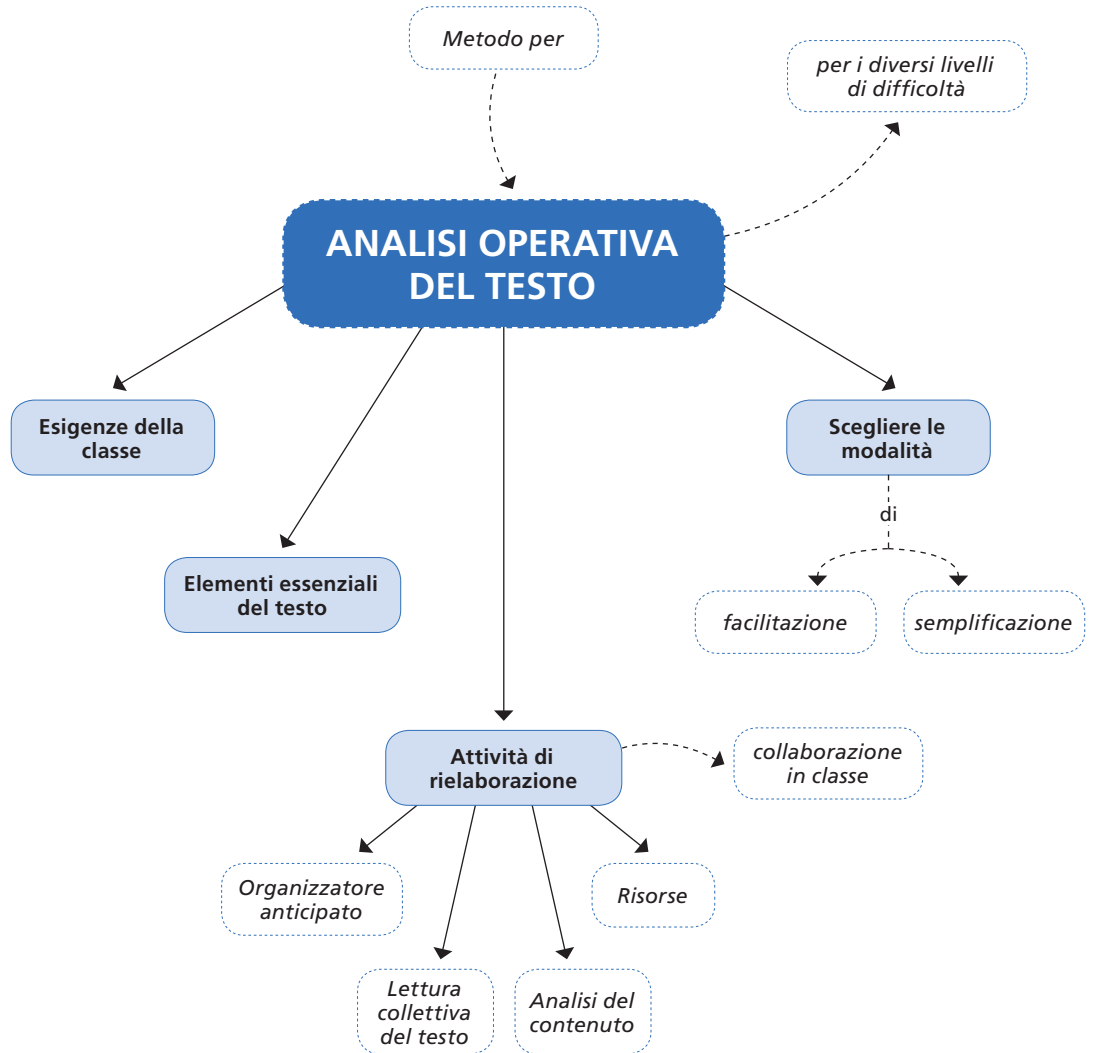 Metodo per
per i diversi livelli
di difficoltà
ANALISI OPERATIVA
DEL TESTO
Esigenze della
classe
Scegliere le
modalità
di
Elementi essenziali
del testo
facilitazione
semplificazione
Attività di
rielaborazione
collaborazione
in classe
Organizzatore
anticipato
Risorse
Lettura
collettiva
del testo
Analisi del
contenuto